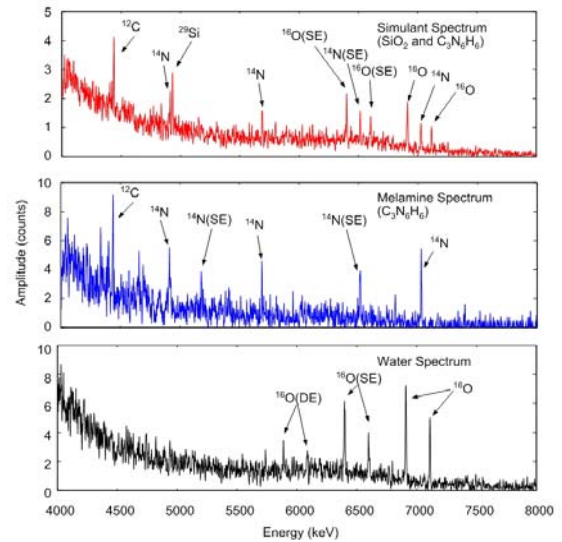 Simulant Spectrum
(SiO₂ and C₃N₆H₆)
¹²C
¹⁴N
²⁹Si
¹⁴N
¹⁶O(SE)
¹⁴N(SE)
¹⁶O(SE)
¹⁶O
¹⁴N
¹⁶O
5
4
3
2
1
0
Melamine Spectrum
(C₃N₆H₆)
¹²C
¹⁴N
¹⁴N(SE)
¹⁴N
¹⁴N(SE)
¹⁴N
10
8
6
4
2
0
Amplitude (counts)
Water Spectrum
¹⁶O(DE)
¹⁶O(SE)
¹⁶O
10
8
6
4
2
0
4000 4500 5000 5500 6000 6500 7000 7500 8000
Energy (keV)